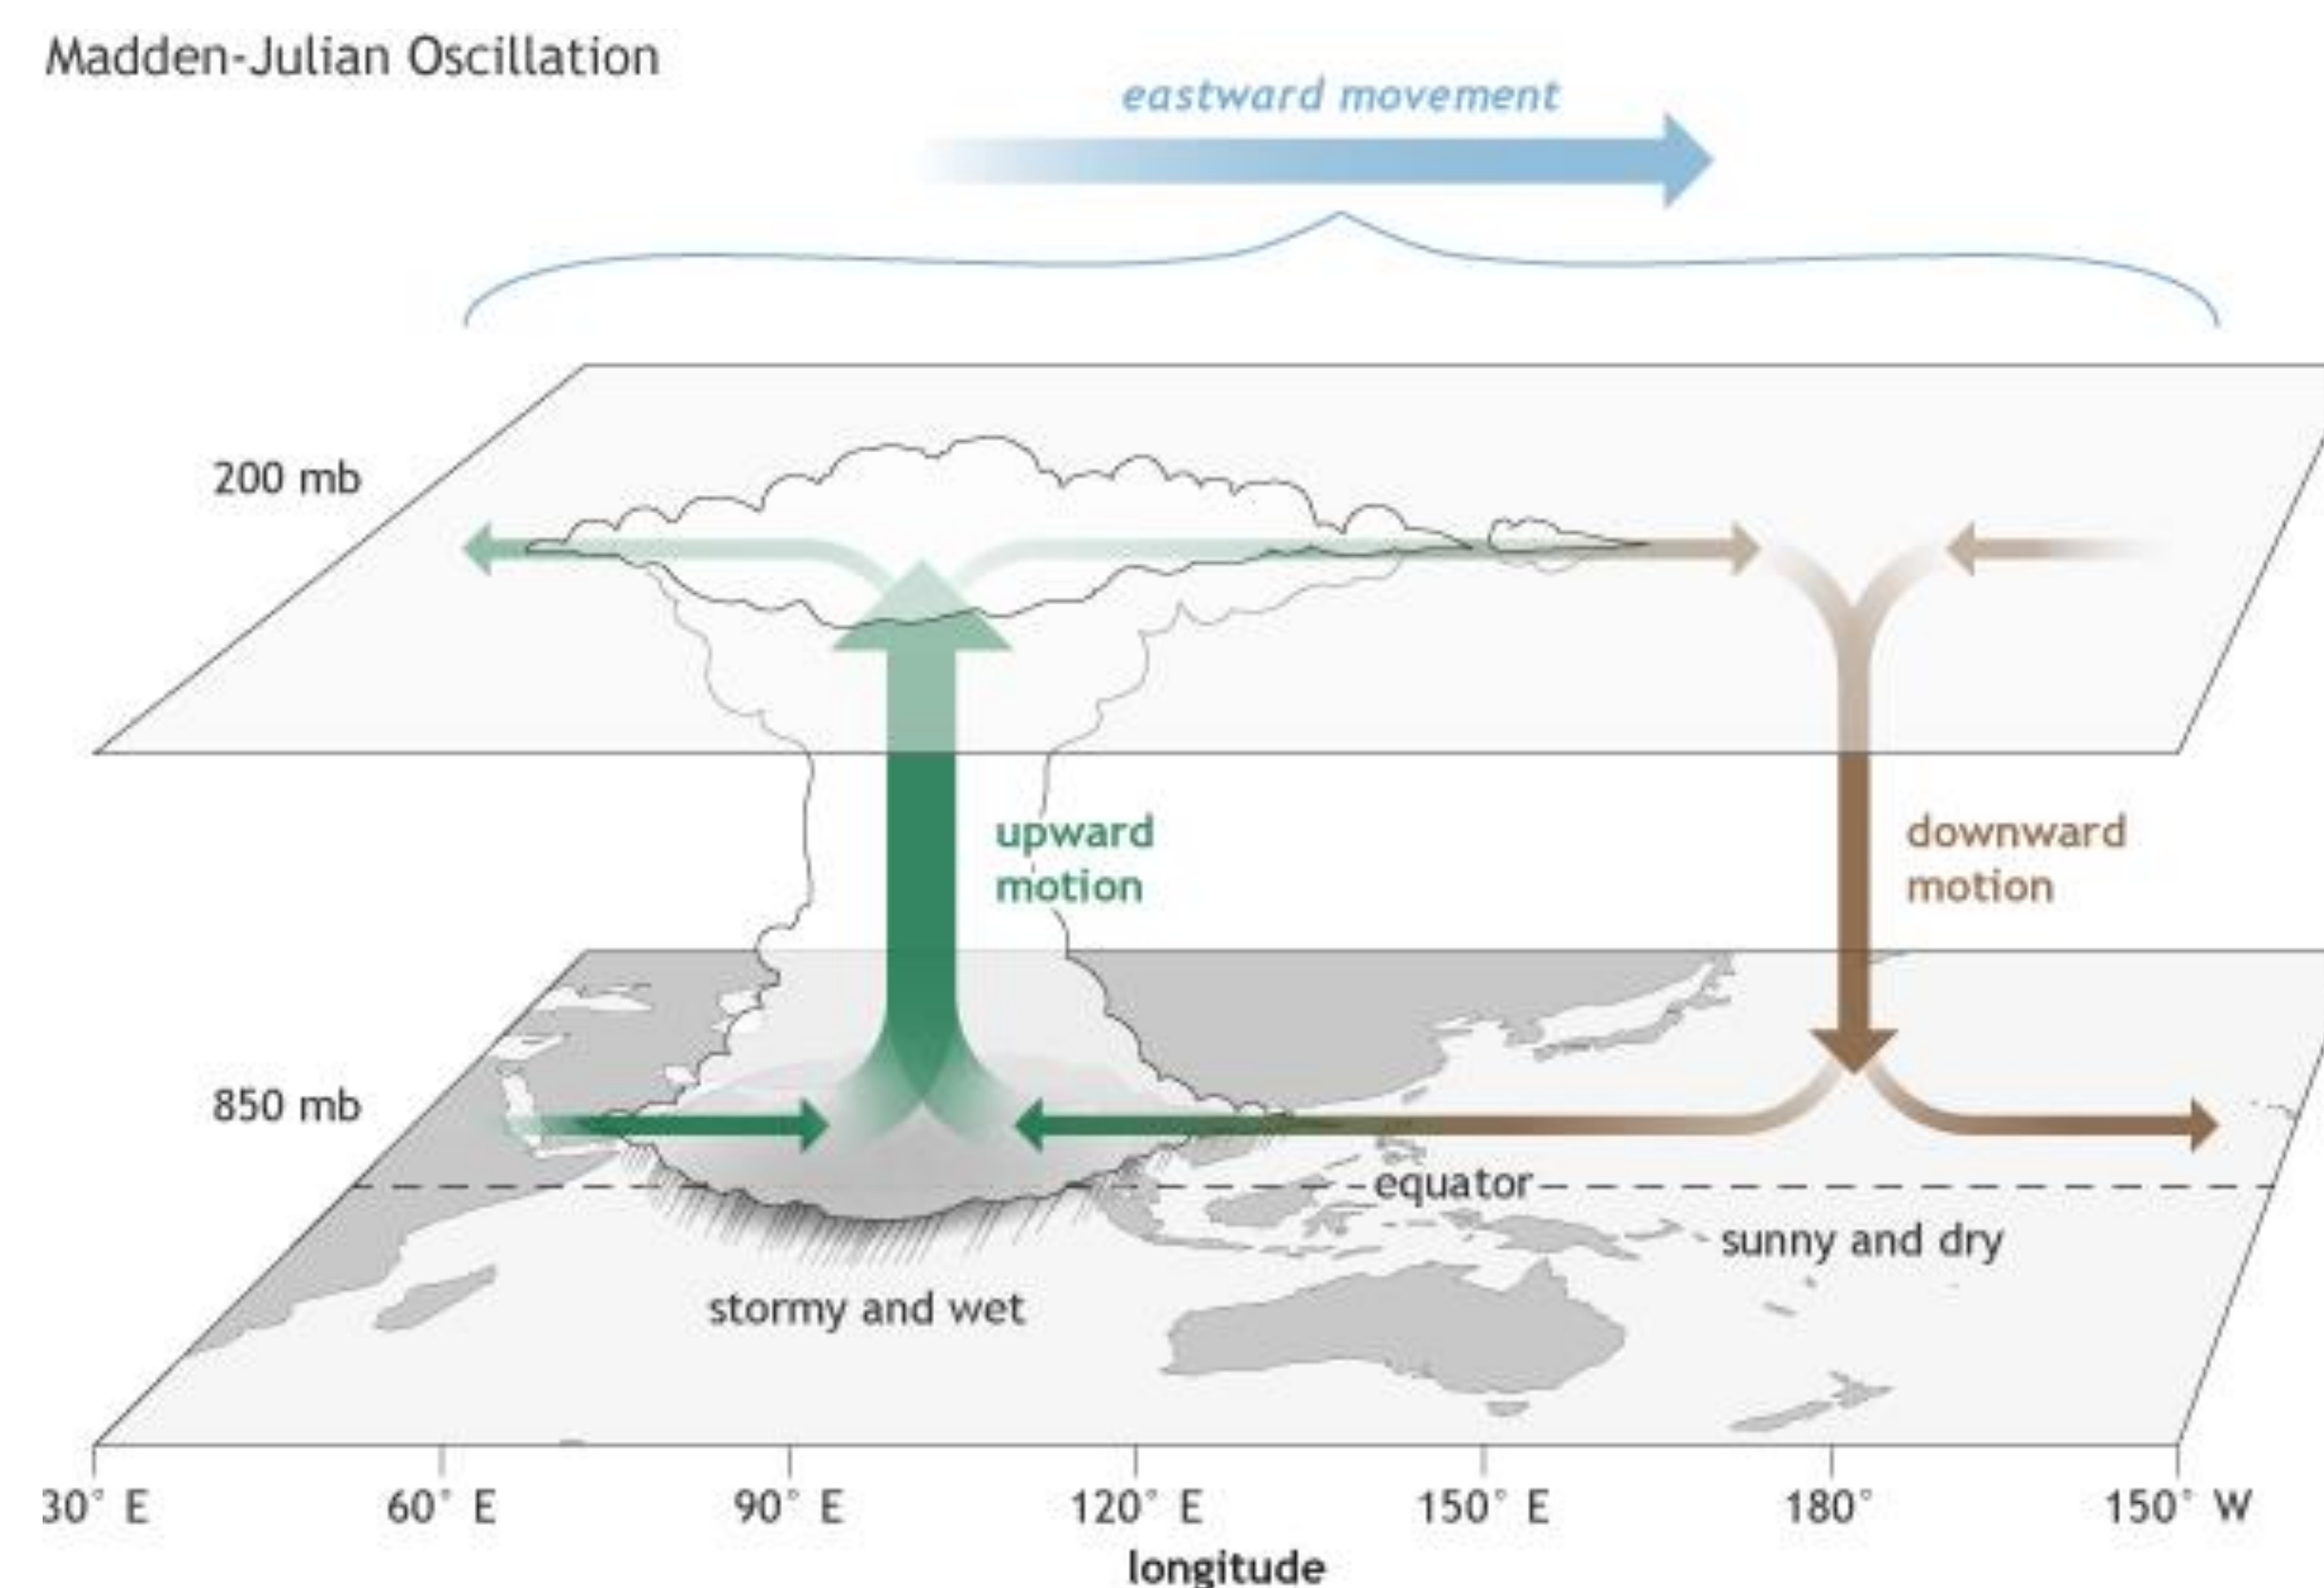 Madden-Julian Oscillation
eastward movement
200 mb
upward
motion
downward
motion
850 mb
equator
sunny and dry
stormy and wet
30° E
60° E
90° E
120° E
150° E
180°
150° W
longitude